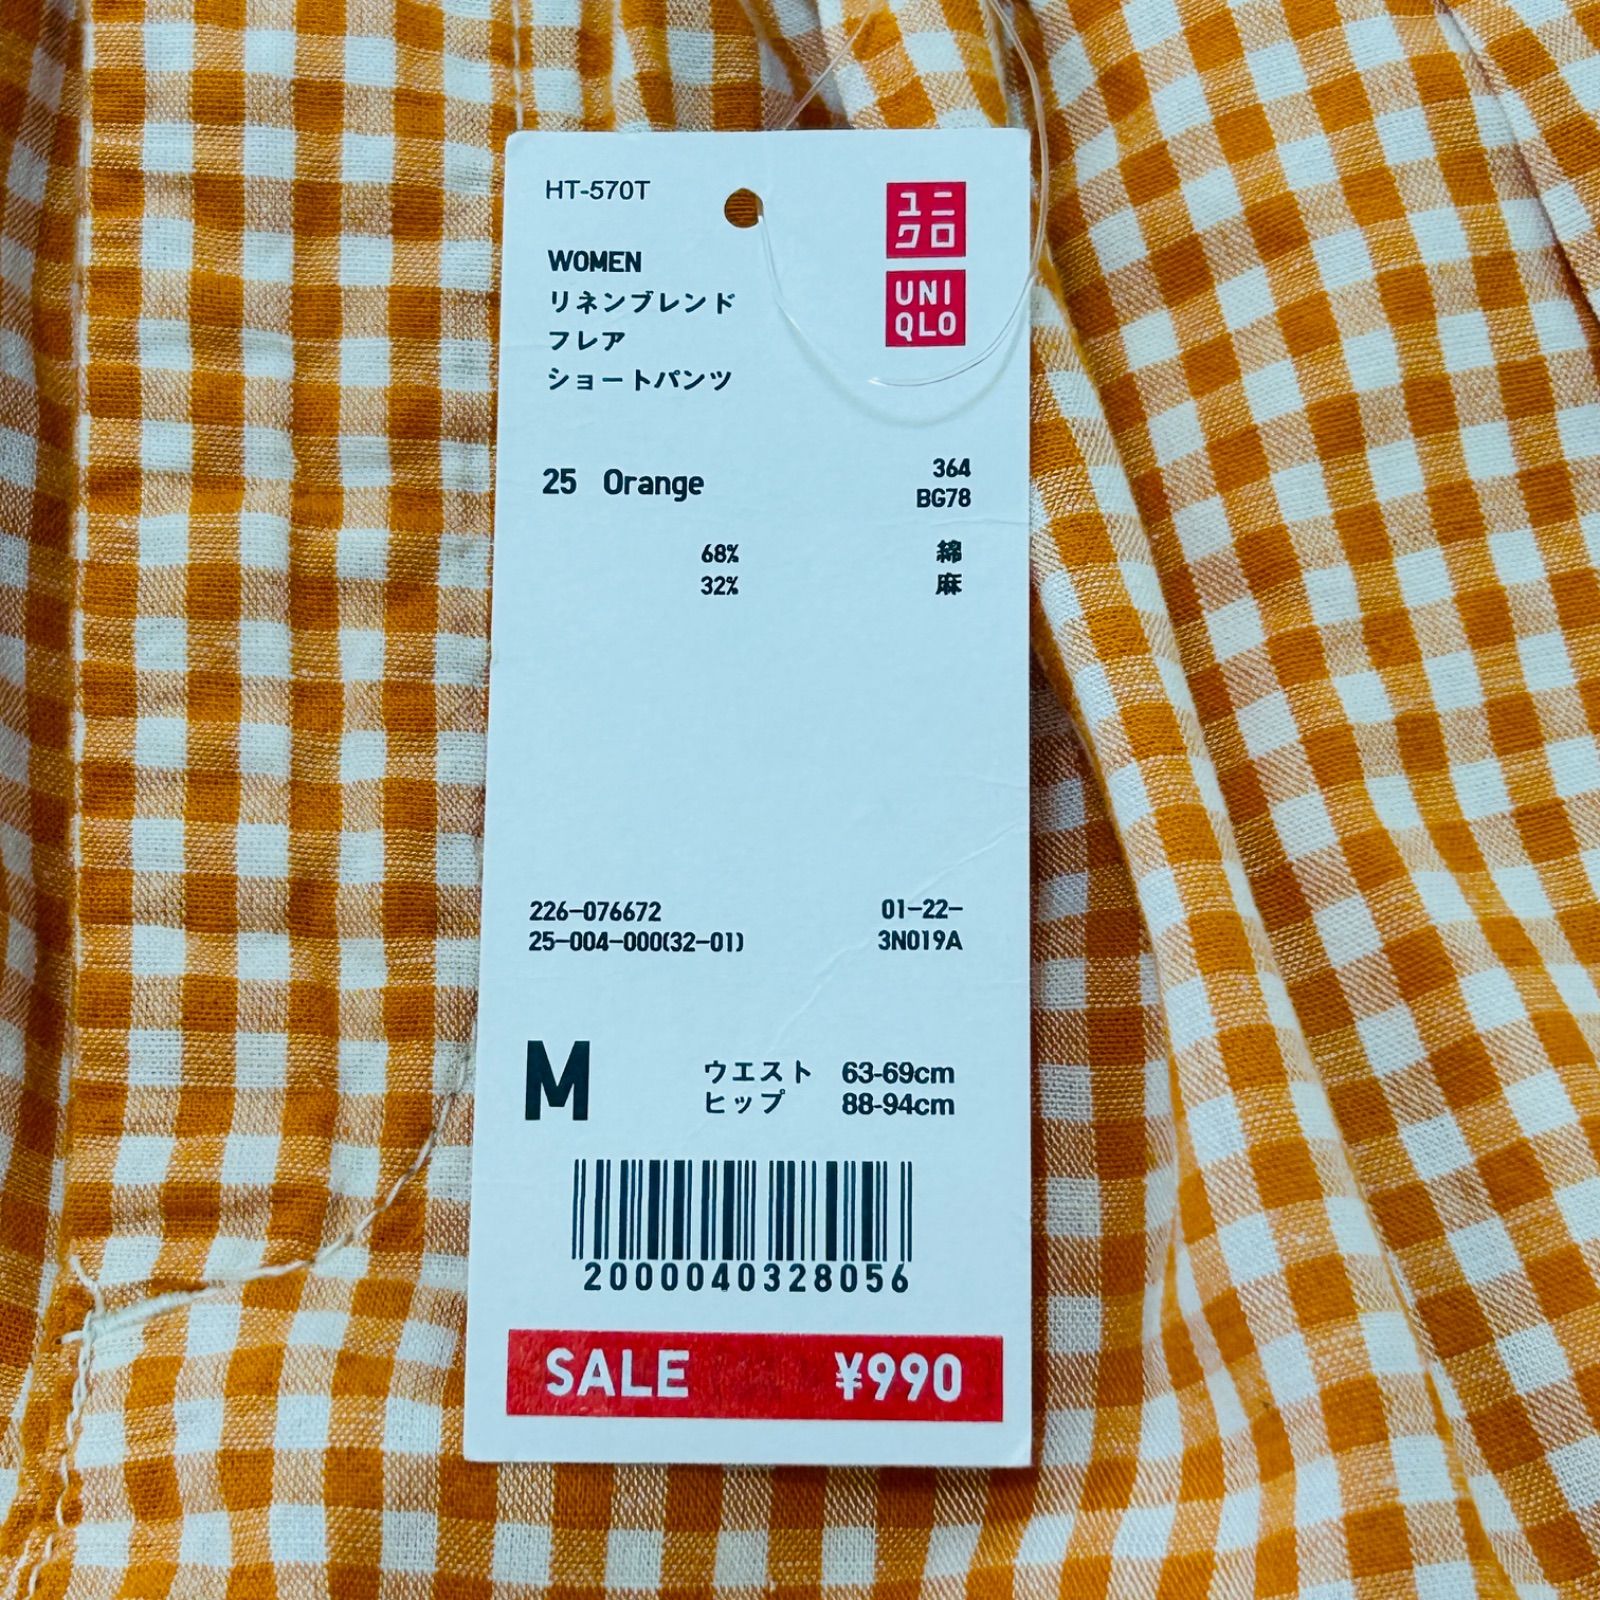 HT-570T
ユニ
クロ
UNI
QLO
WOMEN
リネンブレンド
フレア
ショートパンツ
25 Orange
364
BG78
68% 綿
32% 麻
226-076672
25-004-000(32-01)
01-22-
3N019A
M
ウエスト 63-69cm
ヒップ 88-94cm
2000040328056
SALE ¥990